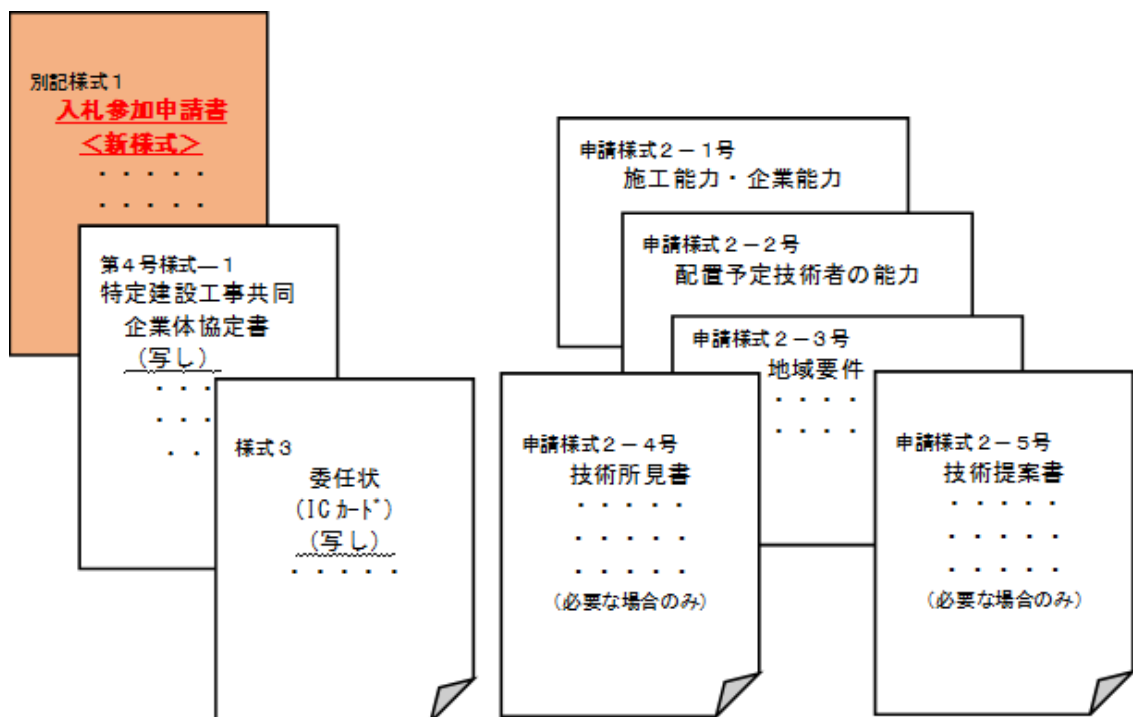 別記様式1
入札参加申請書
<新様式>
・・・・・
・・・・・
第4号様式―1
特定建設工事共同
企業体協定書
(写し)
・・・
・・・
・・
様式3
委任状
(ICカード)
(写し)
・・・・・
申請様式2-1号
施工能力・企業能力
申請様式2-2号
配置予定技術者の能力
申請様式2-3号
地域要件
・・・・
・・・・
申請様式2-4号
技術所見書
・・・・・
・・・・・
・・・・・
(必要な場合のみ)
申請様式2-5号
技術提案書
・・・・・
・・・・・
・・・・・
(必要な場合のみ)